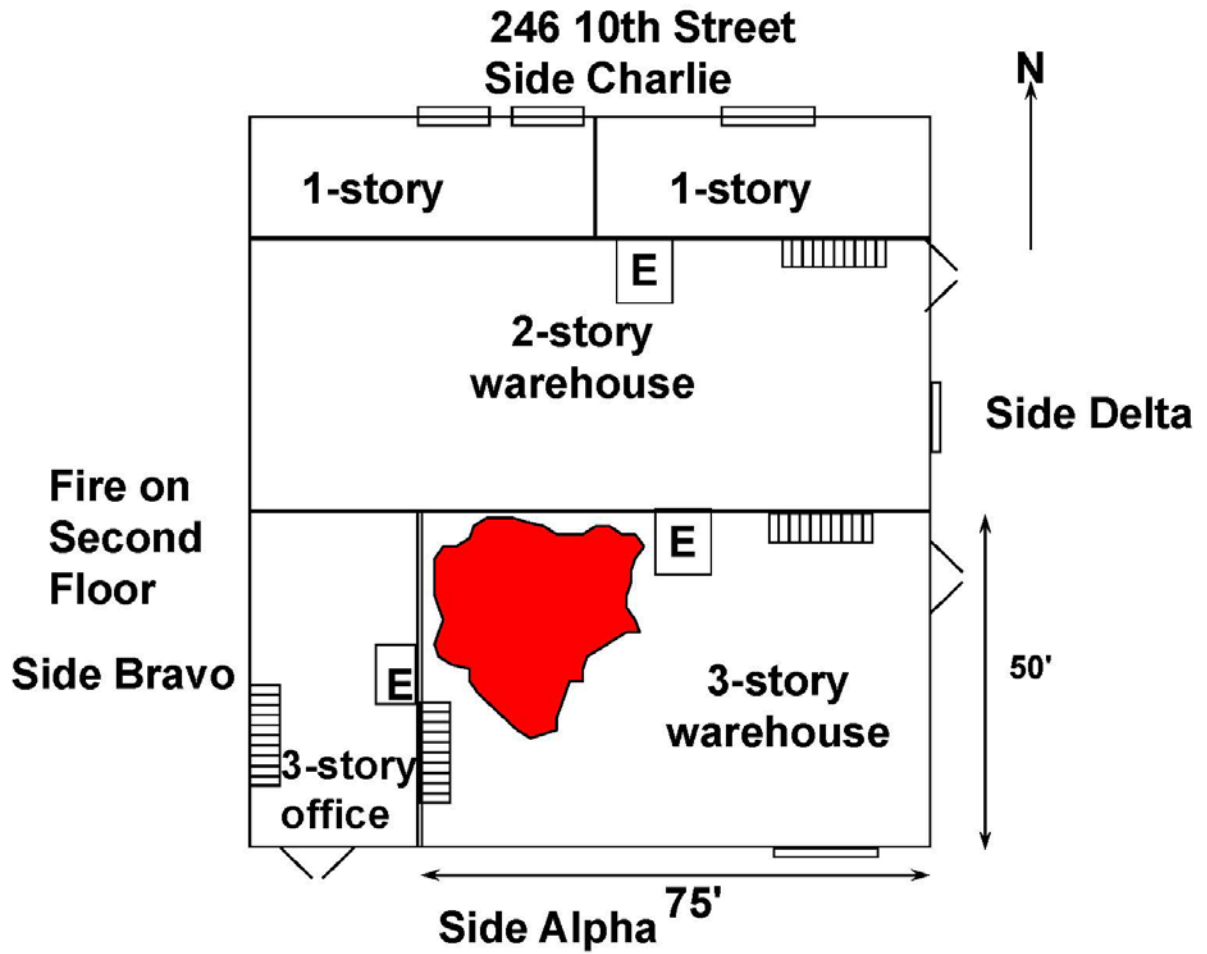 246 10th Street
Side Charlie
N
1-story
1-story
E
2-story
warehouse
Side Delta
Fire on
Second
Floor
E
Side Bravo
E
50'
3-story
warehouse
3-story
office
75'
Side Alpha